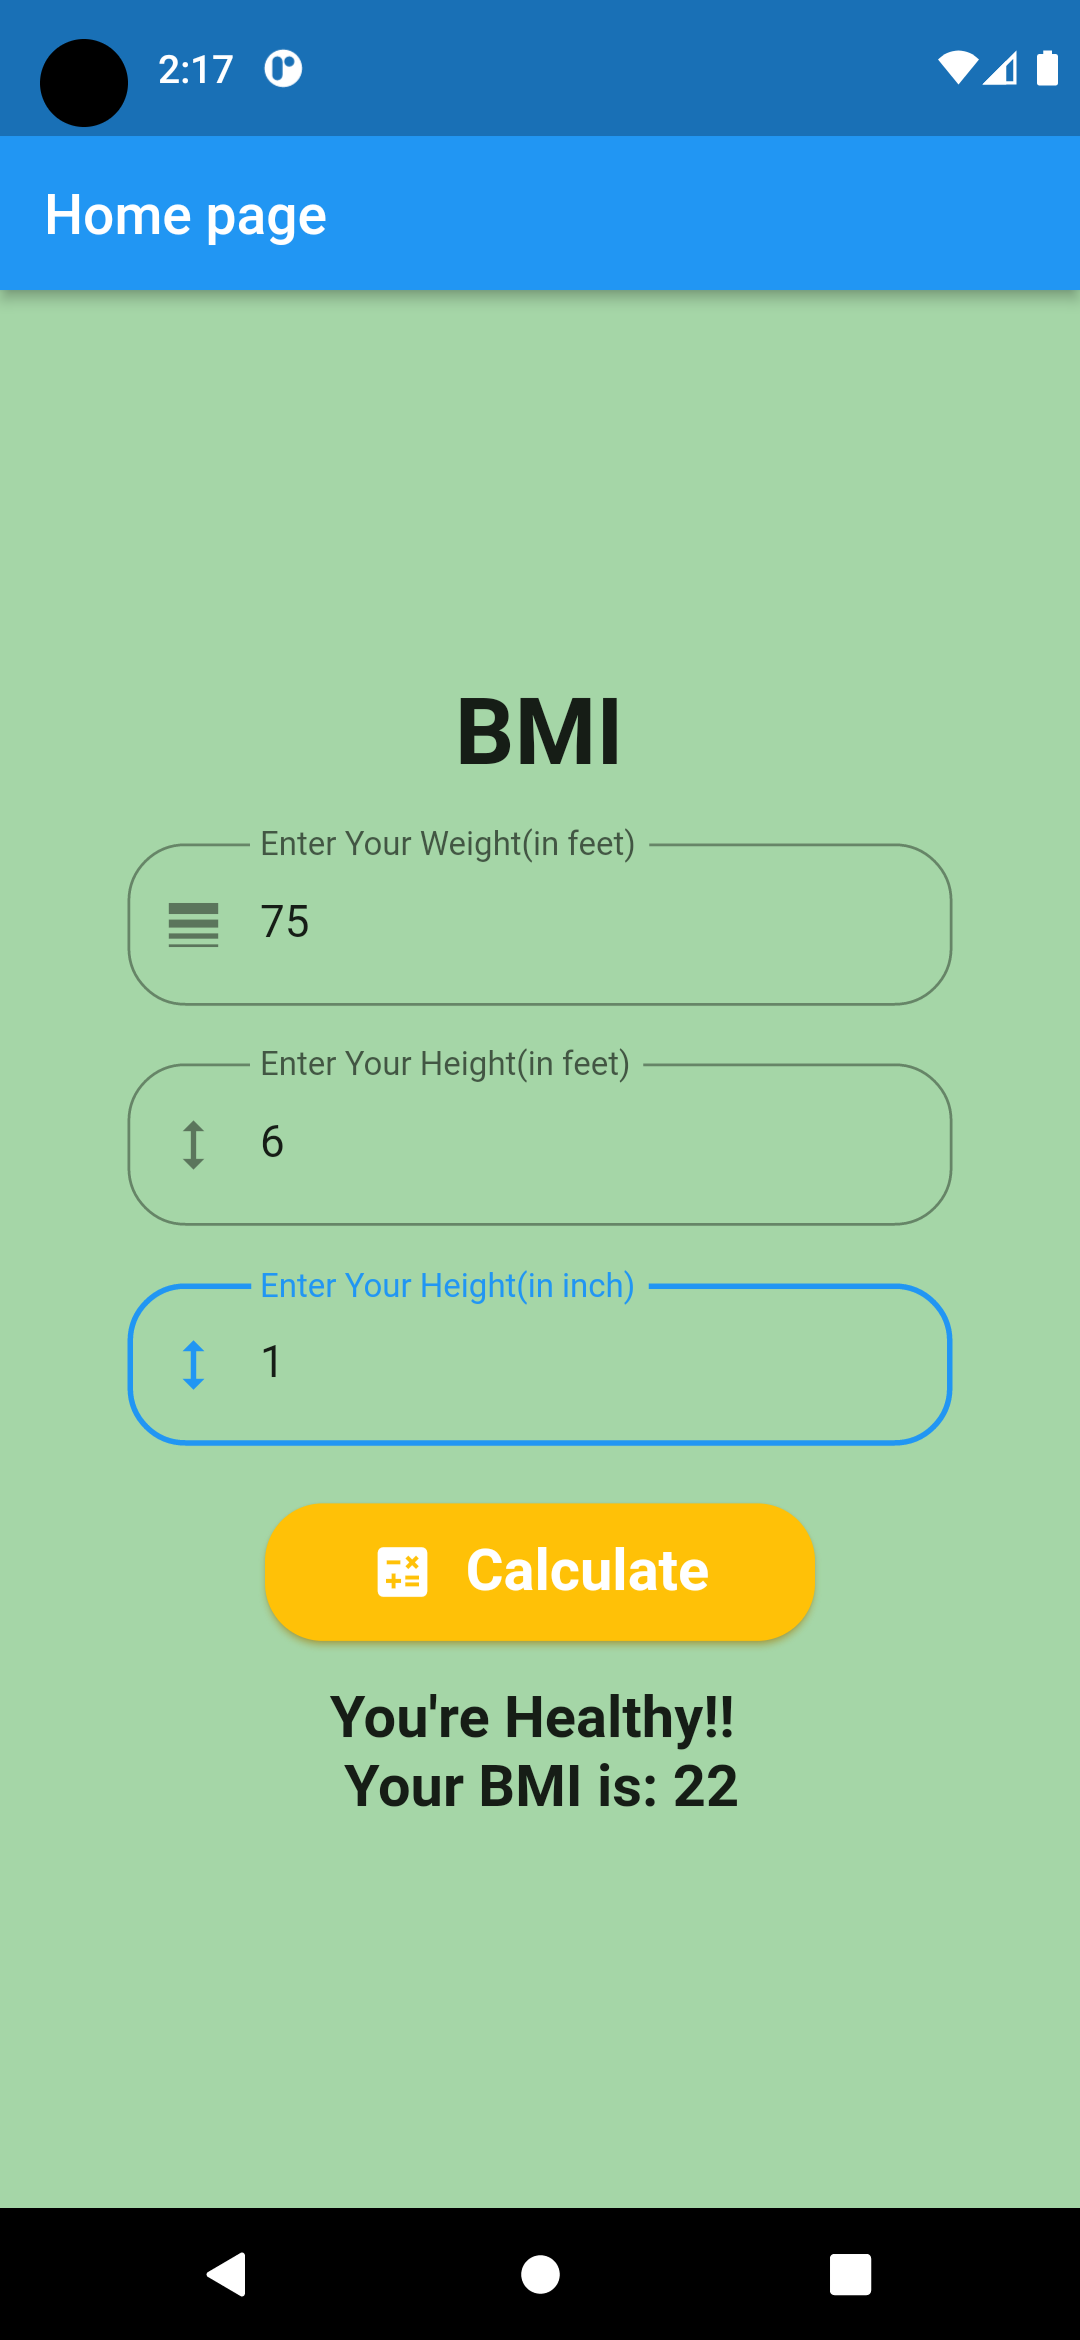 2:17
Home page
BMI
Enter Your Weight(in feet)
75
Enter Your Height(in feet)
6
Enter Your Height(in inch)
1
Calculate
You're Healthy!!
Your BMI is: 22